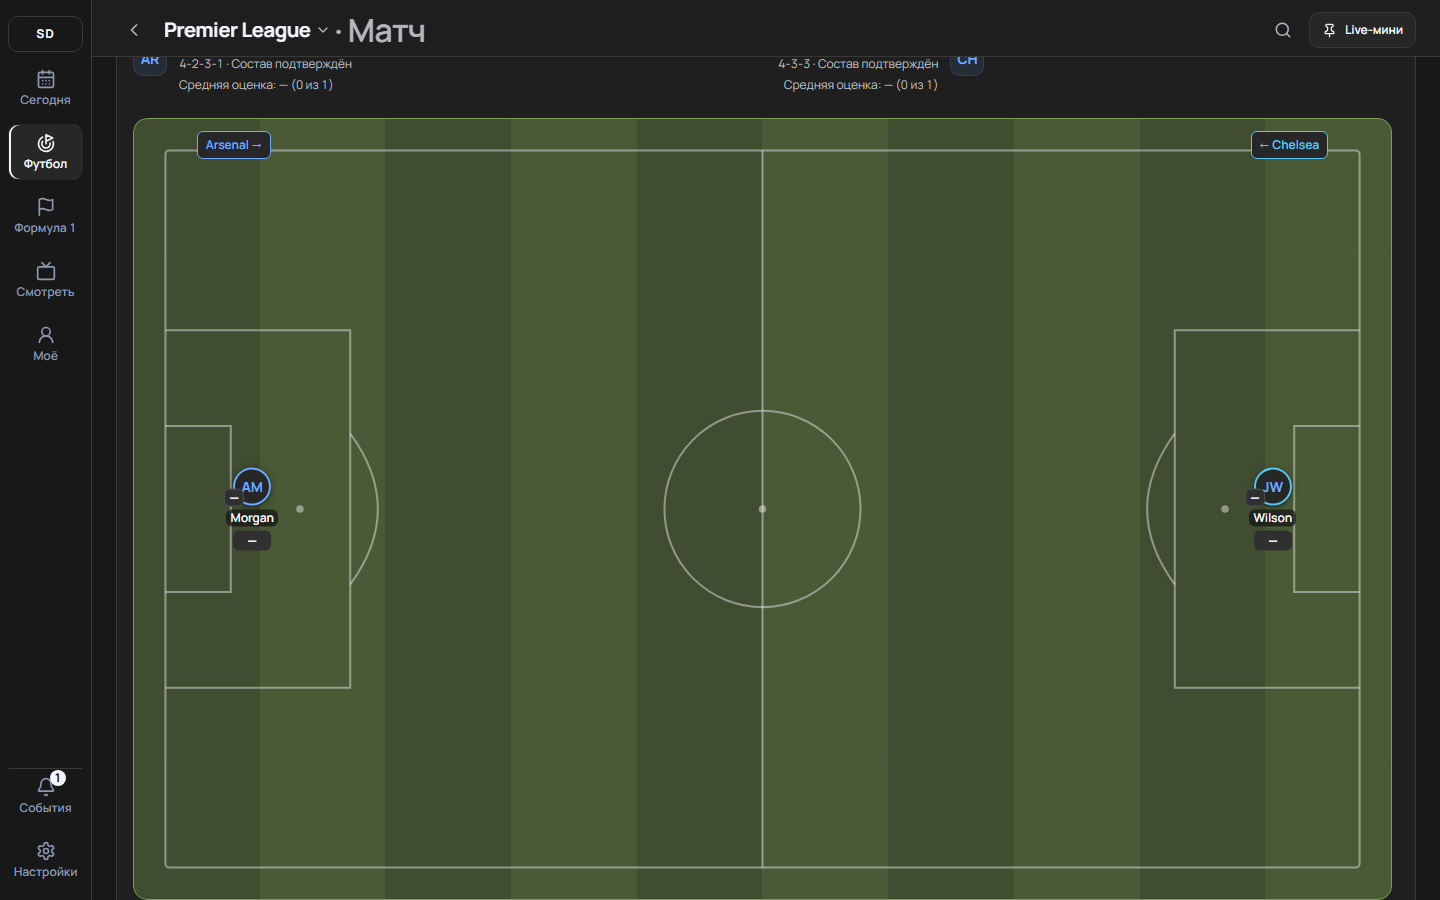 SD
Premier League · Матч
Live-мини
Сегодня
Футбол
Формула 1
Смотреть
Моё
1
События
Настройки
AR
4-2-3-1 · Состав подтверждён
Средняя оценка: — (0 из 1)
4-3-3 · Состав подтверждён
CH
Средняя оценка: — (0 из 1)
Arsenal →
← Chelsea
AM
–
Morgan
–
JW
–
Wilson
–